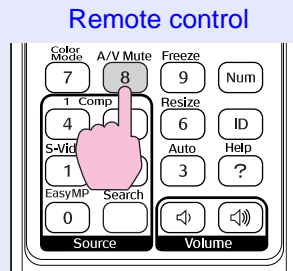 Remote control
Color Mode A/V Mute Freeze
7 8 9 Num
1 Comp Resize
4 6 ID
Auto Help
1 3 ?
EasyMP Search
0
Source Volume